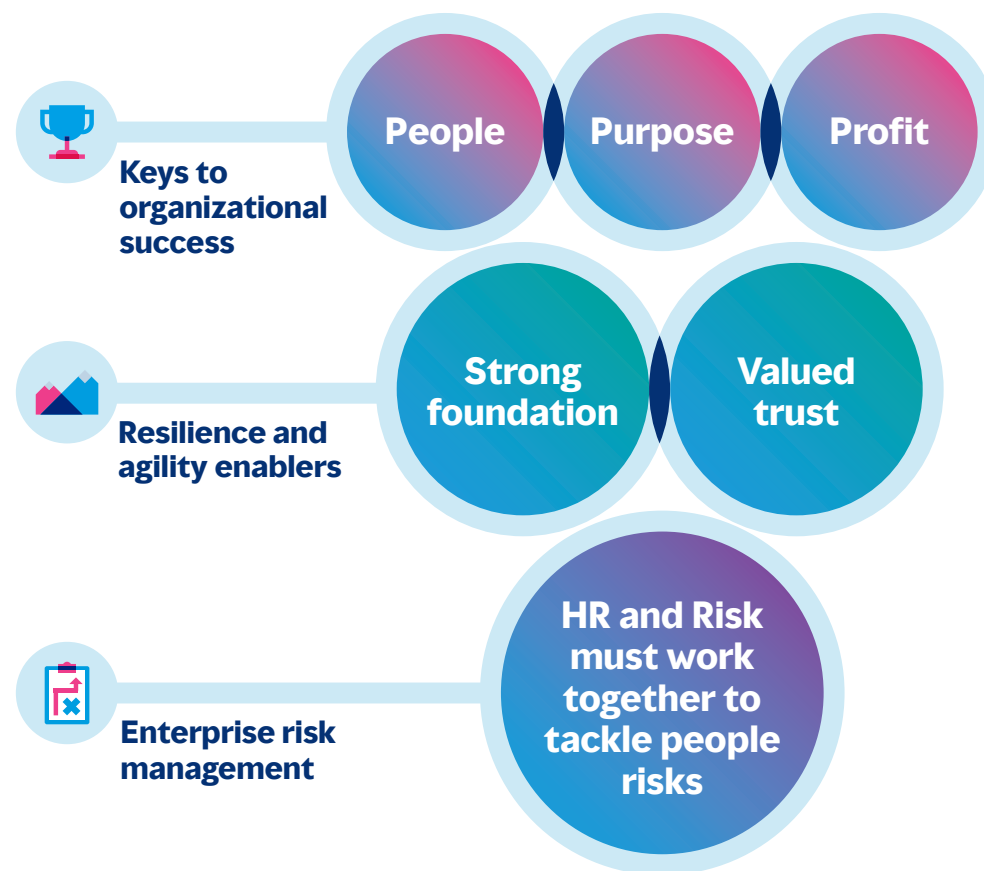 People
Purpose
Profit
Keys to
organizational
success
Strong
foundation
Valued
trust
Resilience and
agility enablers
HR and Risk
must work
together to
tackle people
risks
Enterprise risk
management